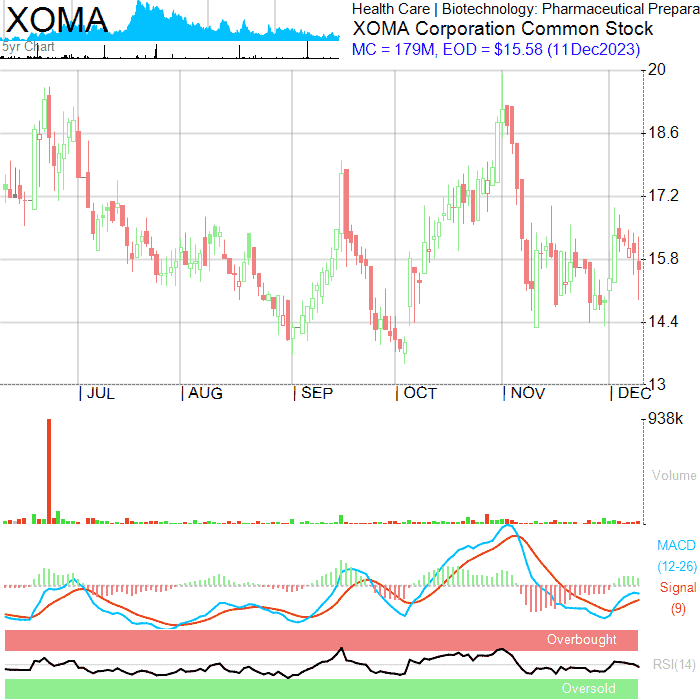 XOMA
5yr Chart
Health Care | Biotechnology: Pharmaceutical Prepara
XOMA Corporation Common Stock
MC = 179M, EOD = $15.58 (11Dec2023)
20
18.6
17.2
15.8
14.4
13
| JUL | AUG | SEP | OCT | NOV | DEC
938k
Volume
MACD
(12-26)
Signal
(9)
Overbought
RSI(14)
Oversold